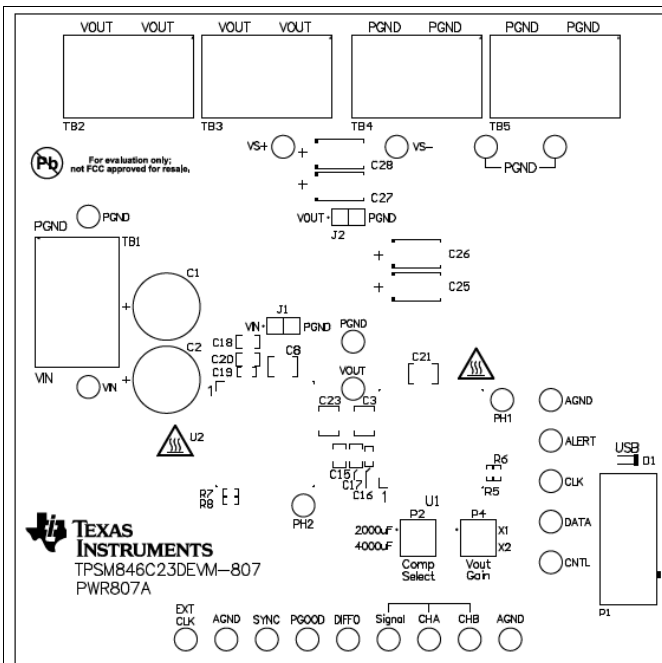 VOUT VOUT VOUT VOUT PGND PGND PGND PGND
TB2 TB3 TB4 TB5
VS+ VS-
C28
PGND
Pb
For evaluation only;
not FCC approved for resale.
C27
PGND
PGND
VOUT PGND
J2
TB1
C26
C1
C25
J1
VIN PGND
PGND
C18
C2
C20
C8
C21
C19
VIN
VIN
1
VOUT
C23 C3
PH1
AGND
U2
ALERT
USB
D1
R6
C15
C17
C16
1
R5
CLK
R7
R8
PH2
U1
P2 P4
TEXAS
INSTRUMENTS
2000uF
4000uF
X1
X2
DATA
TPSM846C23DEVM-807
PWR807A
Comp
Select
Vout
Gain
CNTL
P1
EXT
CLK
AGND SYNC PGOOD DIFFO Signal CHA CHB AGND